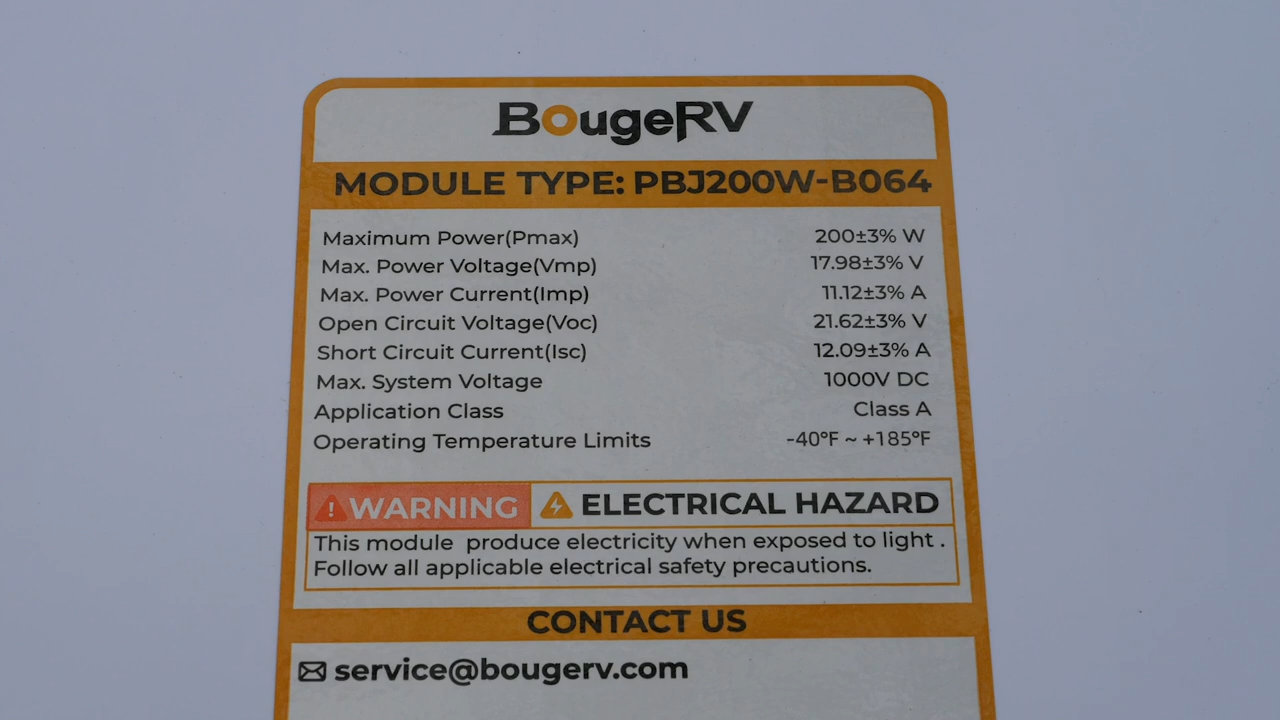 BougeRV
MODULE TYPE: PBJ200W-B064
Maximum Power(Pmax) 200±3% W
Max. Power Voltage(Vmp) 17.98±3% V
Max. Power Current(Imp) 11.12±3% A
Open Circuit Voltage(Voc) 21.62±3% V
Short Circuit Current(Isc) 12.09±3% A
Max. System Voltage 1000V DC
Application Class Class A
Operating Temperature Limits -40°F ~ +185°F
WARNING ELECTRICAL HAZARD
This module produce electricity when exposed to light .
Follow all applicable electrical safety precautions.
CONTACT US
service@bougerv.com